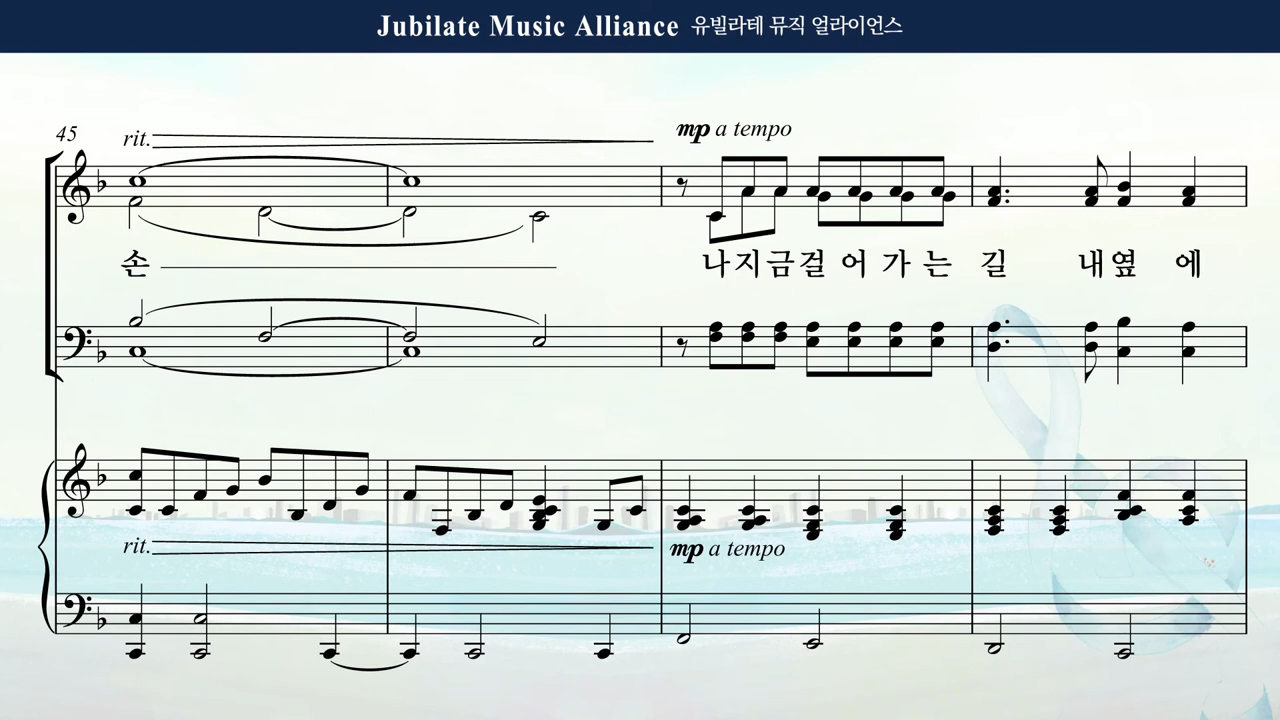 Jubilate Music Alliance 유빌라테 뮤직 얼라이언스
45
rit.
mp a tempo
손 나지금걸 어 가 는 길 내옆 에
rit.
mp a tempo